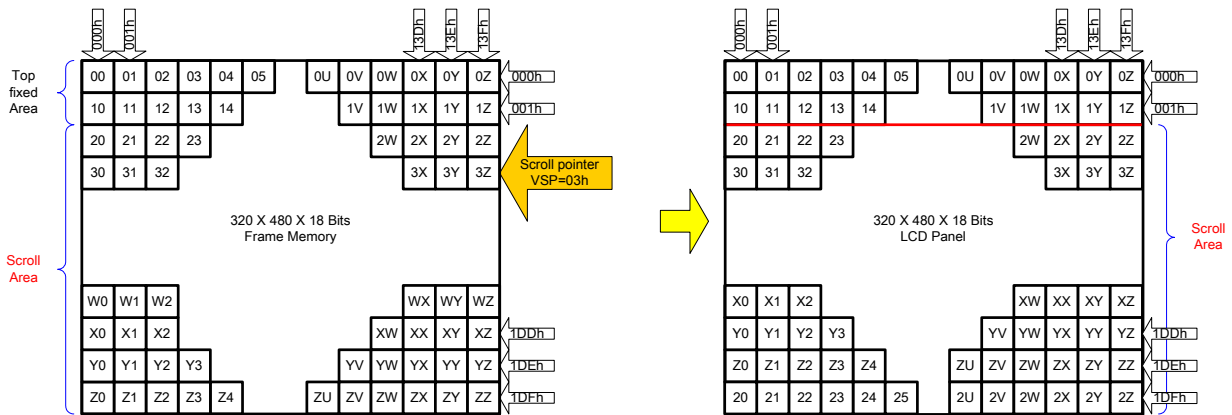 000h 001h 13Dh 13Eh 13Fh 000h 001h 13Dh 13Eh 13Fh
Top fixed Area
00 01 02 03 04 05 0U 0V 0W 0X 0Y 0Z 000h
10 11 12 13 14 1V 1W 1X 1Y 1Z 001h
20 21 22 23 2W 2X 2Y 2Z
30 31 32 3X 3Y 3Z
Scroll pointer
VSP=03h
320 X 480 X 18 Bits
Frame Memory
Scroll
Area
W0 W1 W2 WX WY WZ
X0 X1 X2 XW XX XY XZ 1DDh
Y0 Y1 Y2 Y3 YV YW YX YY YZ 1DEh
Z0 Z1 Z2 Z3 Z4 ZU ZV ZW ZX ZY ZZ 1DFh
00 01 02 03 04 05 0U 0V 0W 0X 0Y 0Z 000h
10 11 12 13 14 1V 1W 1X 1Y 1Z 001h
20 21 22 23 2W 2X 2Y 2Z
30 31 32 3X 3Y 3Z
320 X 480 X 18 Bits
LCD Panel
Scroll
Area
X0 X1 X2 XW XX XY XZ
Y0 Y1 Y2 Y3 YV YW YX YY YZ 1DDh
Z0 Z1 Z2 Z3 Z4 ZU ZV ZW ZX ZY ZZ 1DEh
20 21 22 23 24 25 2U 2V 2W 2X 2Y 2Z 1DFh